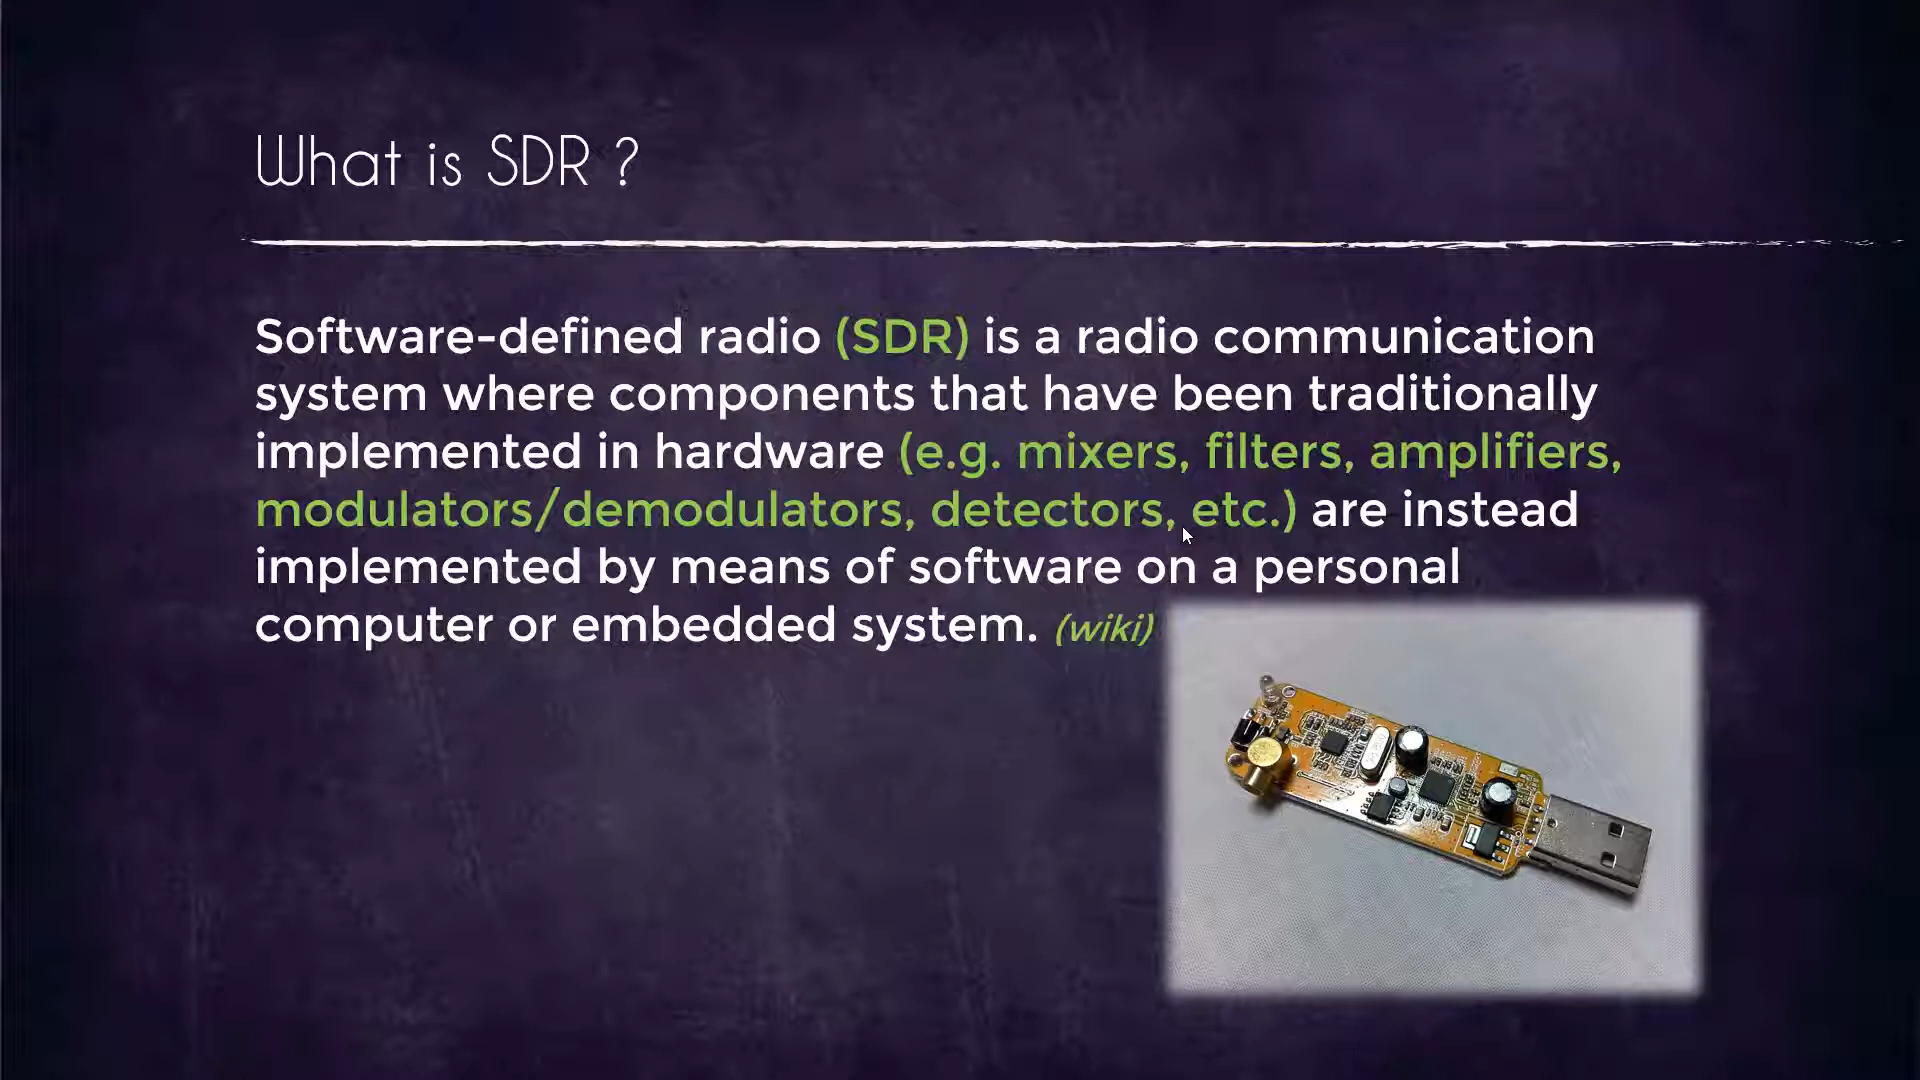 What is SDR ?
Software-defined radio (SDR) is a radio communication
system where components that have been traditionally
implemented in hardware (e.g. mixers, filters, amplifiers,
modulators/demodulators, detectors, etc.) are instead
implemented by means of software on a personal
computer or embedded system. (wiki)